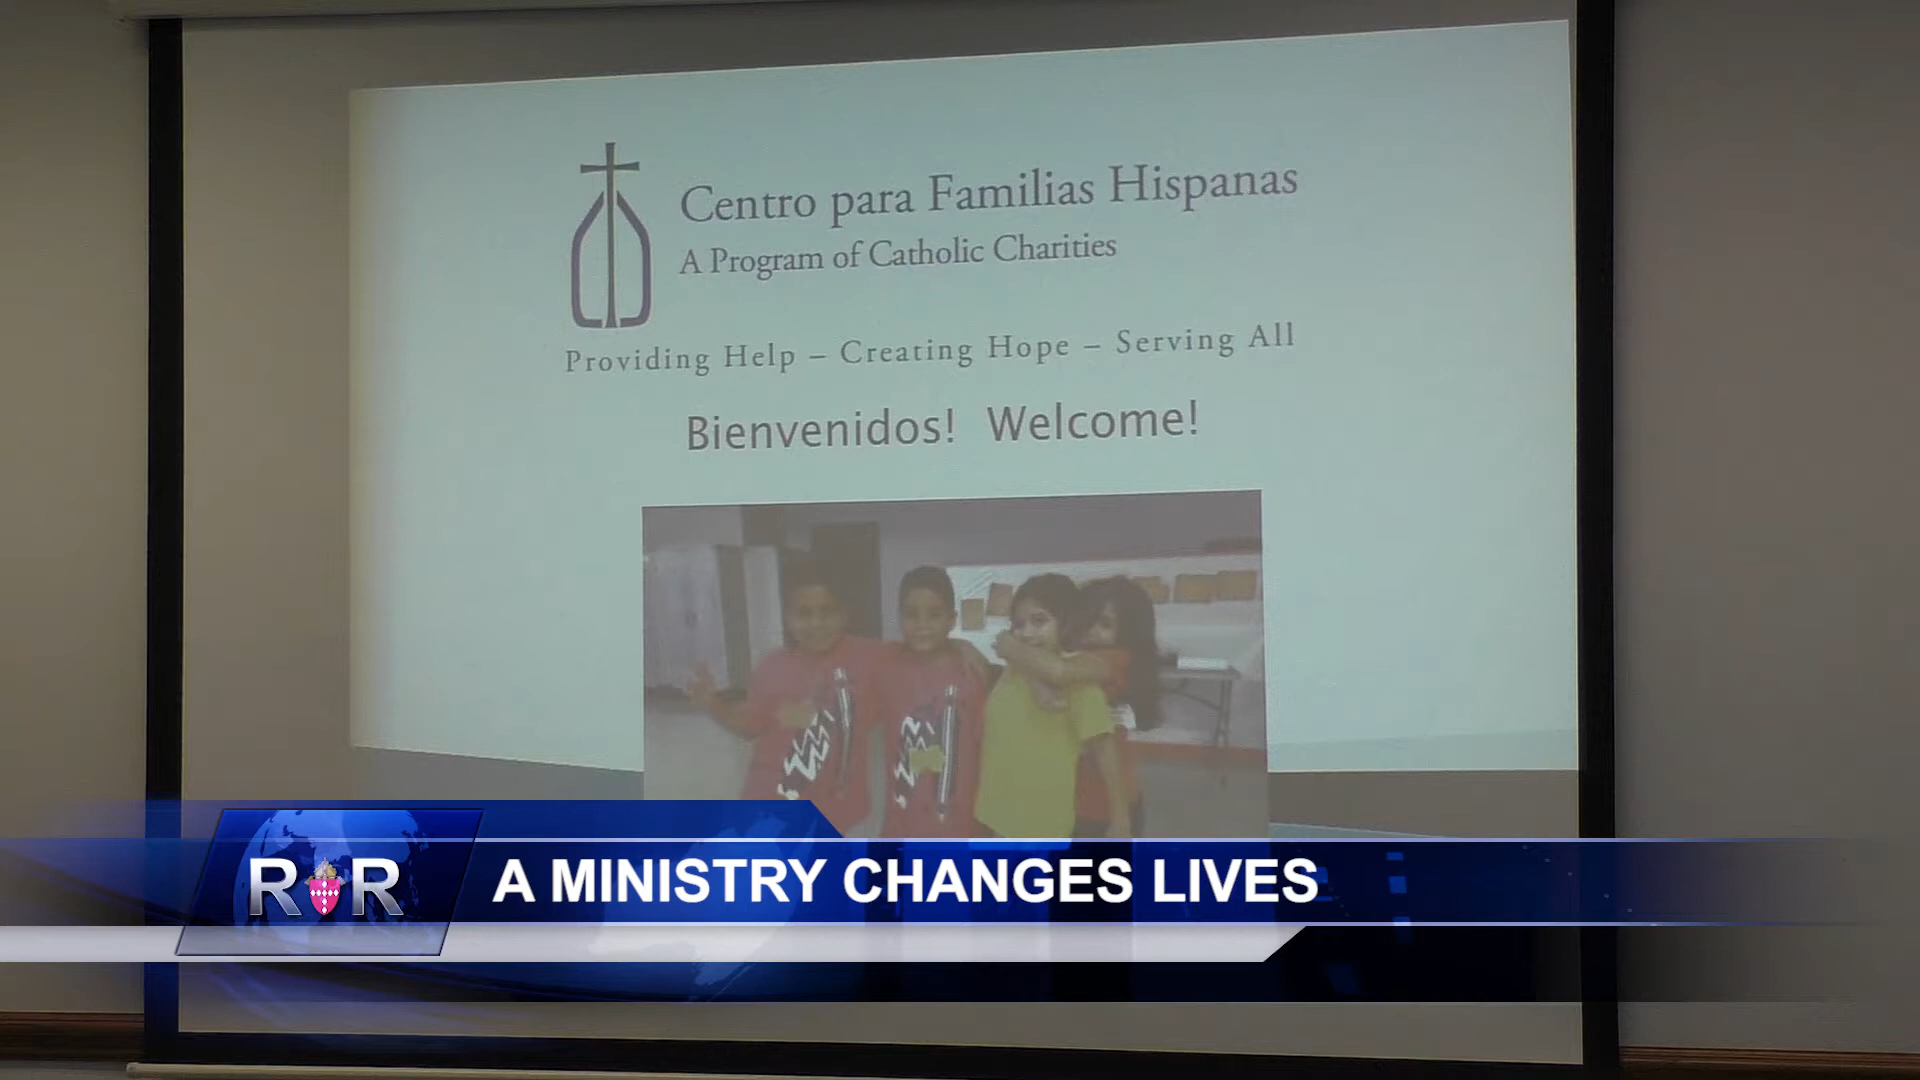 Centro para Familias Hispanas
A Program of Catholic Charities
Providing Help – Creating Hope – Serving All
Bienvenidos! Welcome!
R R
A MINISTRY CHANGES LIVES